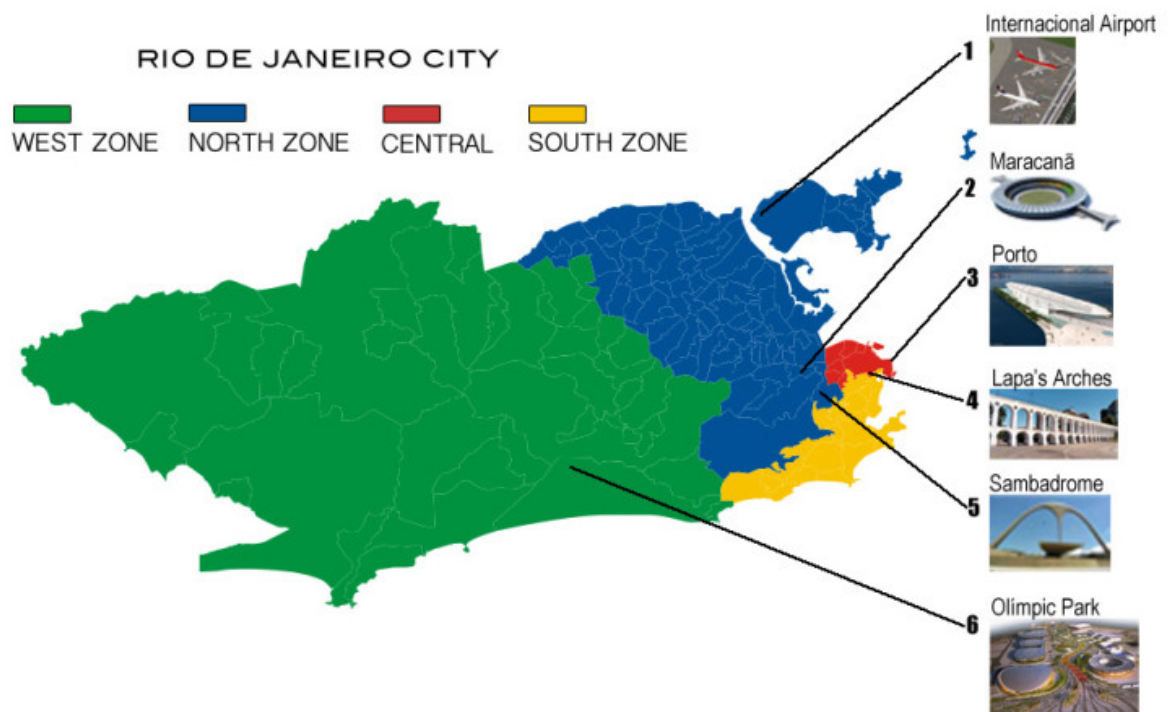 RIO DE JANEIRO CITY
WEST ZONE
NORTH ZONE
CENTRAL
SOUTH ZONE
1
Internacional Airport
2
Maracanã
3
Porto
4
Lapa's Arches
5
Sambadrome
6
Olímpic Park